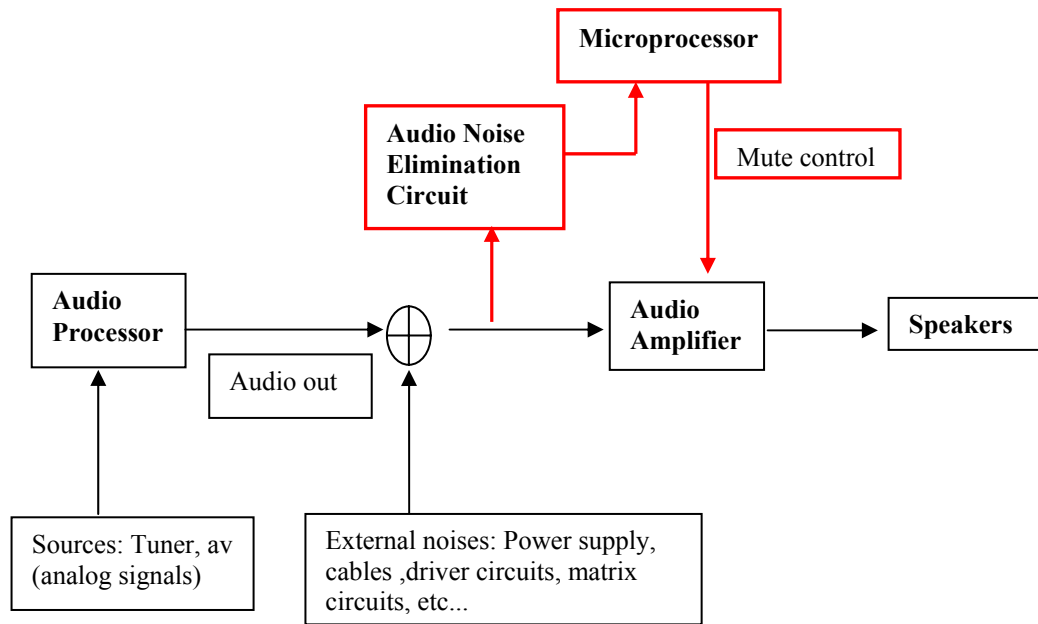 Microprocessor
Audio Noise
Elimination
Circuit
Mute control
Audio
Processor
Audio out
Audio
Amplifier
Speakers
Sources: Tuner, av
(analog signals)
External noises: Power supply,
cables ,driver circuits, matrix
circuits, etc...